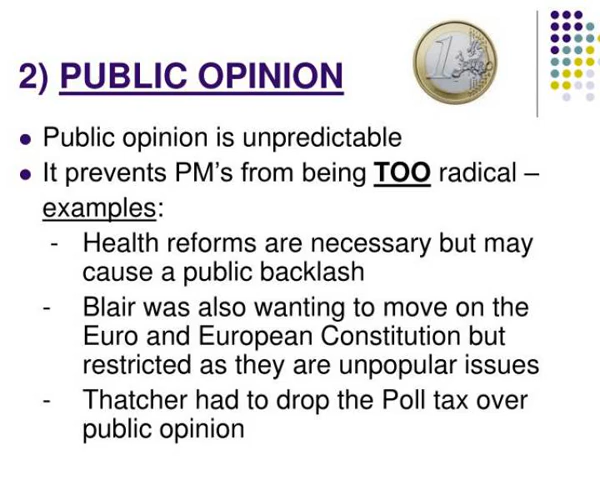 2) PUBLIC OPINION
1
● Public opinion is unpredictable
● It prevents PM's from being TOO radical –
examples:
- Health reforms are necessary but may
cause a public backlash
- Blair was also wanting to move on the
Euro and European Constitution but
restricted as they are unpopular issues
- Thatcher had to drop the Poll tax over
public opinion